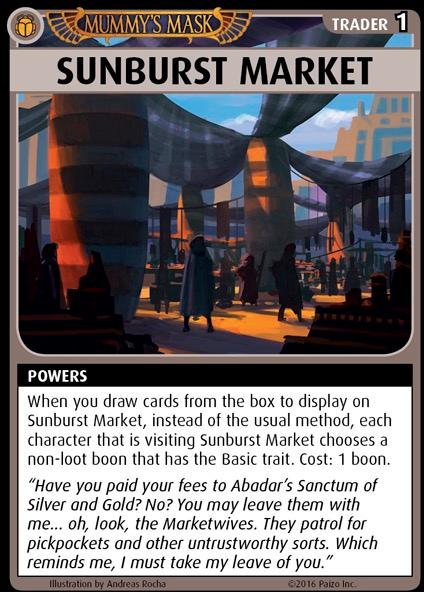 MUMMY'S MASK
TRADER 1
SUNBURST MARKET
POWERS
When you draw cards from the box to display on
Sunburst Market, instead of the usual method, each
character that is visiting Sunburst Market chooses a
non-loot boon that has the Basic trait. Cost: 1 boon.
“Have you paid your fees to Abadar’s Sanctum of
Silver and Gold? No? You may leave them with
me... oh, look, the Marketwives. They patrol for
pickpockets and other untrustworthy sorts. Which
reminds me, I must take my leave of you.”
Illustration by Andreas Rocha ©2016 Paizo Inc.